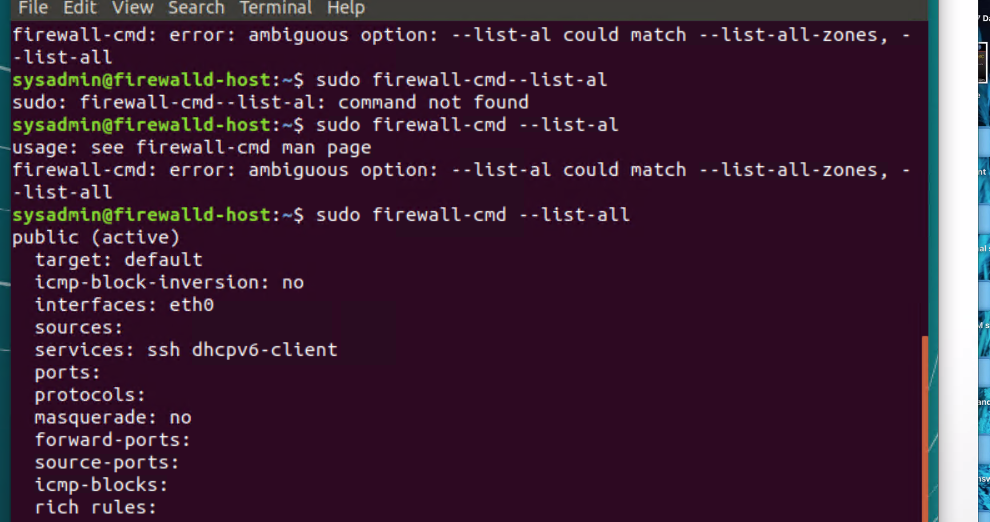 File Edit View Search Terminal Help
firewall-cmd: error: ambiguous option: --list-al could match --list-all-zones, -
-list-all
sysadmin@firewalld-host:~$ sudo firewall-cmd--list-al
sudo: firewall-cmd--list-al: command not found
sysadmin@firewalld-host:~$ sudo firewall-cmd --list-al
usage: see firewall-cmd man page
firewall-cmd: error: ambiguous option: --list-al could match --list-all-zones, -
-list-all
sysadmin@firewalld-host:~$ sudo firewall-cmd --list-all
public (active)
  target: default
  icmp-block-inversion: no
  interfaces: eth0
  sources:
  services: ssh dhcpv6-client
  ports:
  protocols:
  masquerade: no
  forward-ports:
  source-ports:
  icmp-blocks:
  rich rules: